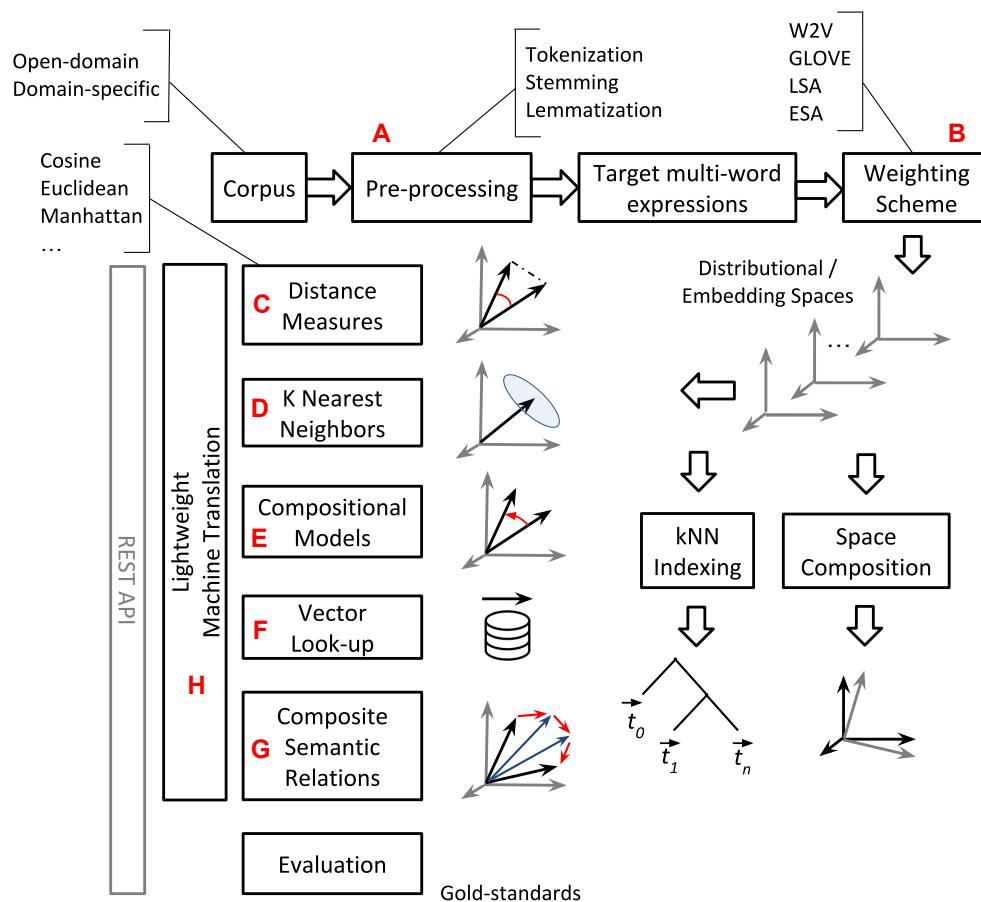 Open-domain
Domain-specific
Tokenization
Stemming
Lemmatization
W2V
GLOVE
LSA
ESA
A
B
Cosine
Euclidean
Manhattan
...
Corpus
Pre-processing
Target multi-word
expressions
Weighting
Scheme
Distributional /
Embedding Spaces
...
C
Distance
Measures
D
K Nearest
Neighbors
E
Compositional
Models
F
Vector
Look-up
G
Composite
Semantic
Relations
H
Lightweight
Machine Translation
REST API
kNN
Indexing
Space
Composition
t0
t1
tn
Evaluation
Gold-standards